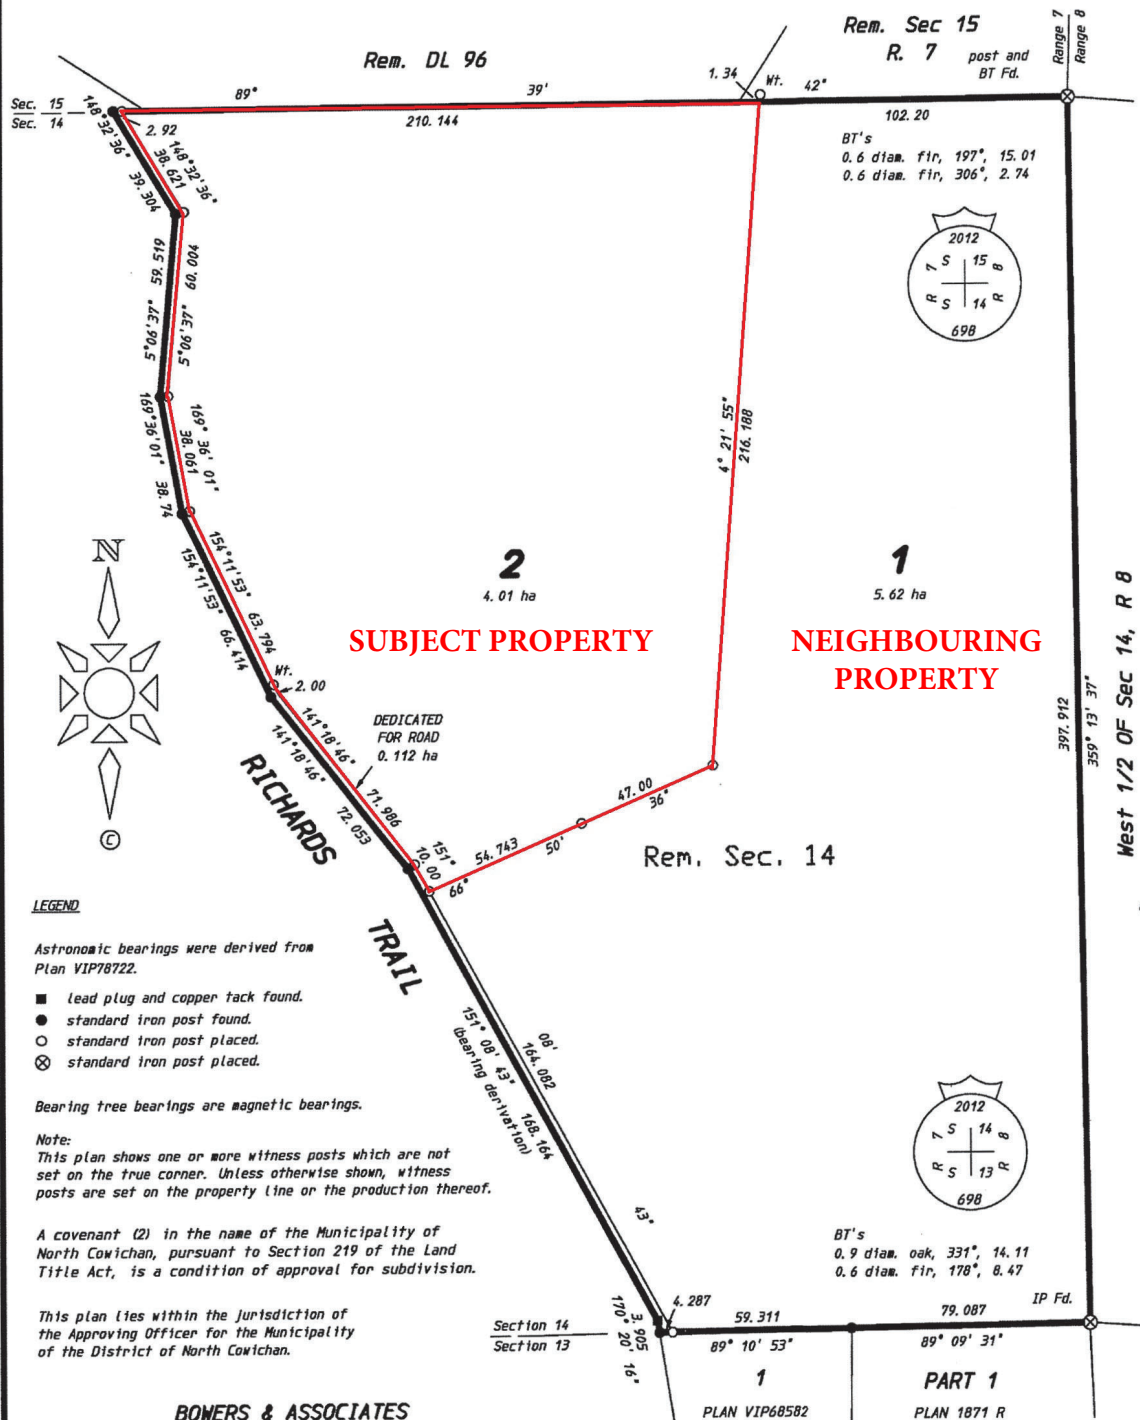 Rem. Sec 15
R. 7
Range 7
Range 8
post and
BT Fd.
Rem. DL 96
1.34
Wt.
89°
39'
42"
Sec. 15
Sec. 14
210.144
102.20
2.92
148°32'36"
39.304
148°32'36"
38.621
BT's
0.6 diam. fir, 197°, 15.01
0.6 diam. fir, 306°, 2.74
2012
7 S 15 8
R S 14 R
698
59.519
5°06'37"
60.004
5°06'37"
169°36'01"
38.74
169° 36' 01"
38.061
4° 21' 55"
216.188
154°11'53"
66.414
154°11'53"
63.794
N
2
4.01 ha
1
5.62 ha
SUBJECT PROPERTY
NEIGHBOURING
PROPERTY
West 1/2 OF Sec 14, R 8
397.912
359° 13' 37"
Wt.
2.00
141°18'46"
72.053
141°18'46"
71.986
DEDICATED
FOR ROAD
0.112 ha
RICHARDS
TRAIL
C
47.00
36"
54.743
50'
66°
151°
10.00
Rem. Sec. 14
LEGEND
Astronomic bearings were derived from
Plan VIP78722.
lead plug and copper tack found.
standard iron post found.
standard iron post placed.
standard iron post placed.
Bearing tree bearings are magnetic bearings.
Note:
This plan shows one or more witness posts which are not
set on the true corner. Unless otherwise shown, witness
posts are set on the property line or the production thereof.
A covenant (2) in the name of the Municipality of
North Cowichan, pursuant to Section 219 of the Land
Title Act, is a condition of approval for subdivision.
This plan lies within the jurisdiction of
the Approving Officer for the Municipality
of the District of North Cowichan.
151° 08' 43"
(bearing derivation)
168.164
08'
164.082
43"
2012
7 S 14 8
R S 13 R
698
BT's
0.9 diam. oak, 331°, 14.11
0.6 diam. fir, 178°, 8.47
IP Fd.
Section 14
Section 13
3.905
170° 20' 16"
4.287
59.311
79.087
89° 10' 53"
89° 09' 31"
1
PLAN VIP68582
PART 1
PLAN 1871 R
BOWERS & ASSOCIATES